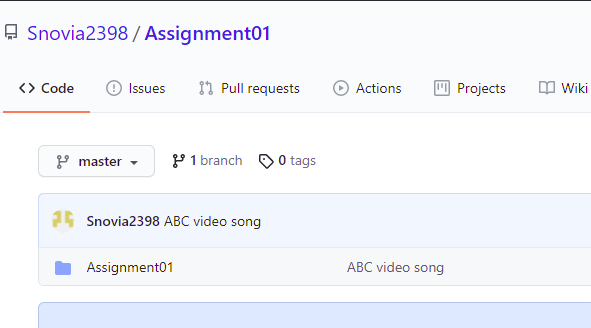 Snovia2398 / Assignment01
Code Issues Pull requests Actions Projects Wiki
master 1 branch 0 tags
Snovia2398 ABC video song
Assignment01 ABC video song